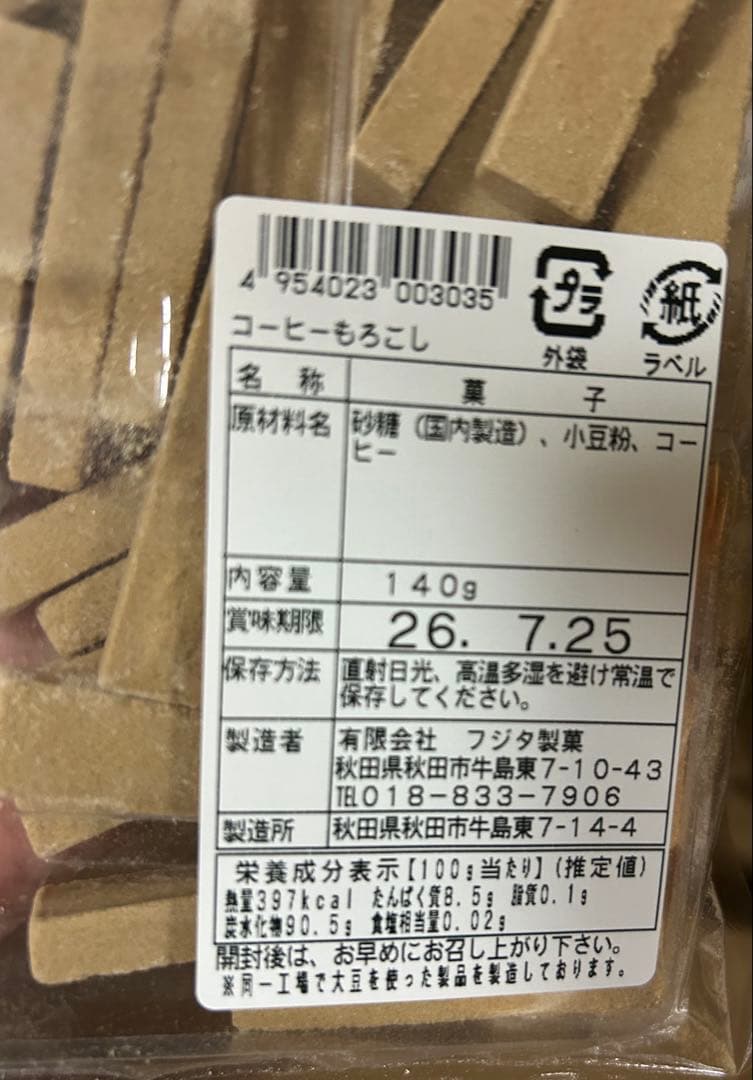 4 954023 003035
プラ
外袋
紙
ラベル
コーヒーもろこし
名称 菓子
原材料名 砂糖（国内製造）、小豆粉、コー
ヒー
内容量 140g
賞味期限 26. 7.25
保存方法 直射日光、高温多湿を避け常温で
保存してください。
製造者 有限会社 フジタ製菓
秋田県秋田市牛島東7-10-43
TEL018-833-7906
製造所 秋田県秋田市牛島東7-14-4
栄養成分表示【100g当たり】（推定値）
熱量397kcal たんぱく質8.5g 脂質0.1g
炭水化物90.5g 食塩相当量0.02g
開封後は、お早めにお召し上がり下さい。
※同一工場で大豆を使った製品を製造しております。